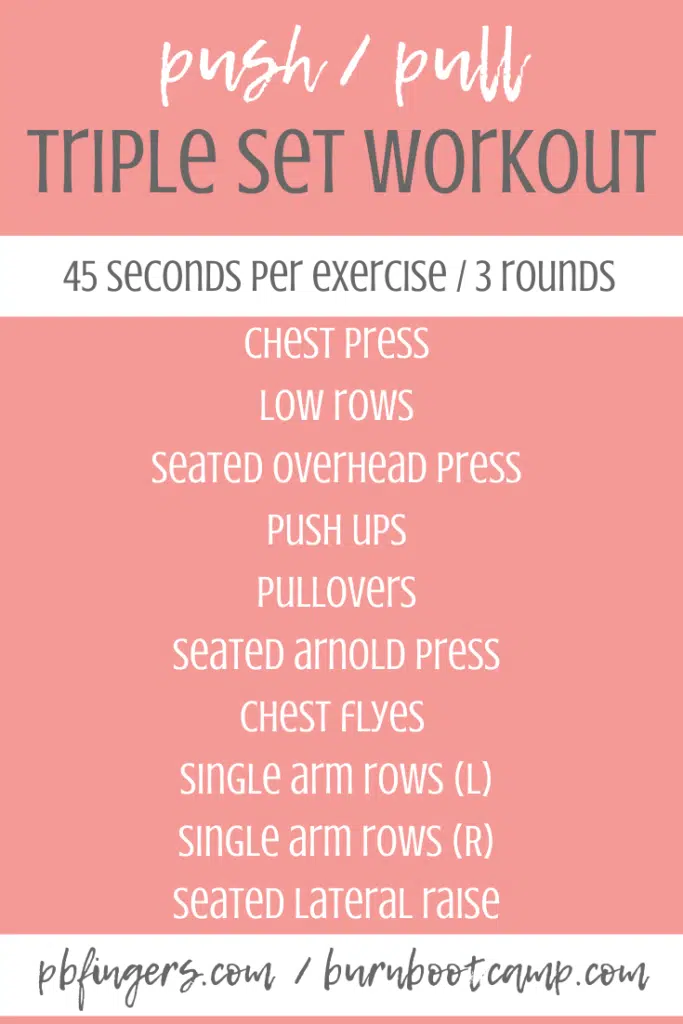 push / pull
Triple Set Workout
45 seconds per exercise / 3 rounds
Chest Press
Low Rows
Seated Overhead Press
Push Ups
Pullovers
Seated Arnold Press
Chest Flyes
Single Arm Rows (L)
Single Arm Rows (R)
Seated Lateral Raise
pbfingers.com / burnbootcamp.com